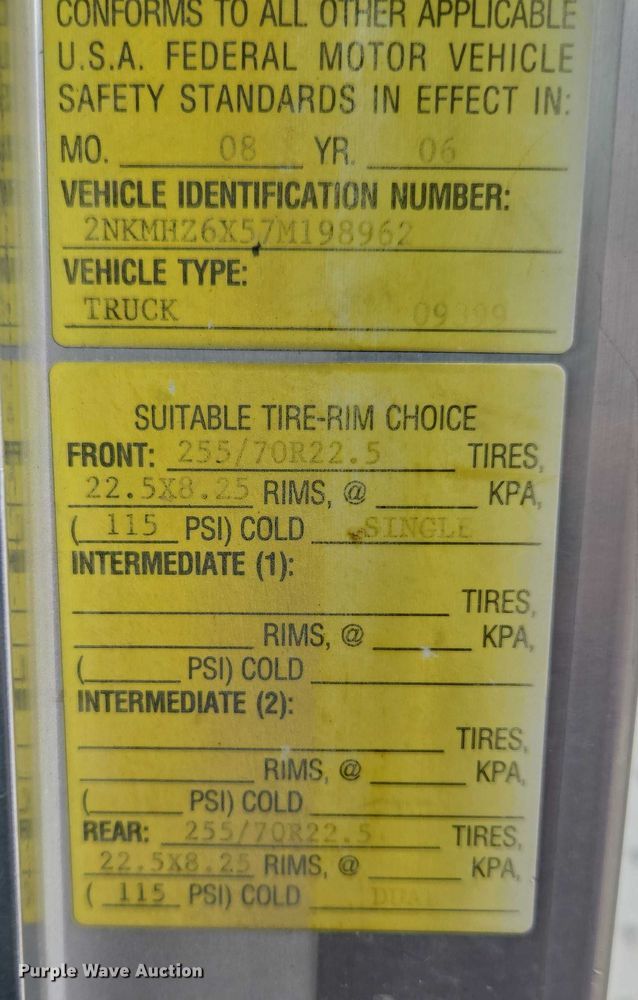 CONFORMS TO ALL OTHER APPLICABLE
U.S.A. FEDERAL MOTOR VEHICLE
SAFETY STANDARDS IN EFFECT IN:
MO. 08 YR. 06
VEHICLE IDENTIFICATION NUMBER:
2NKMHZ6X57M198962
VEHICLE TYPE:
TRUCK
SUITABLE TIRE-RIM CHOICE
FRONT: 255/70R22.5 TIRES,
22.5X8.25 RIMS, @ KPA,
( 115 PSI) COLD SINGLE
INTERMEDIATE (1):
TIRES,
RIMS, @ KPA,
( PSI) COLD
INTERMEDIATE (2):
TIRES,
RIMS, @ KPA,
( PSI) COLD
REAR: 255/70R22.5 TIRES,
22.5X8.25 RIMS, @ KPA,
( 115 PSI) COLD DUAL
Purple Wave Auction